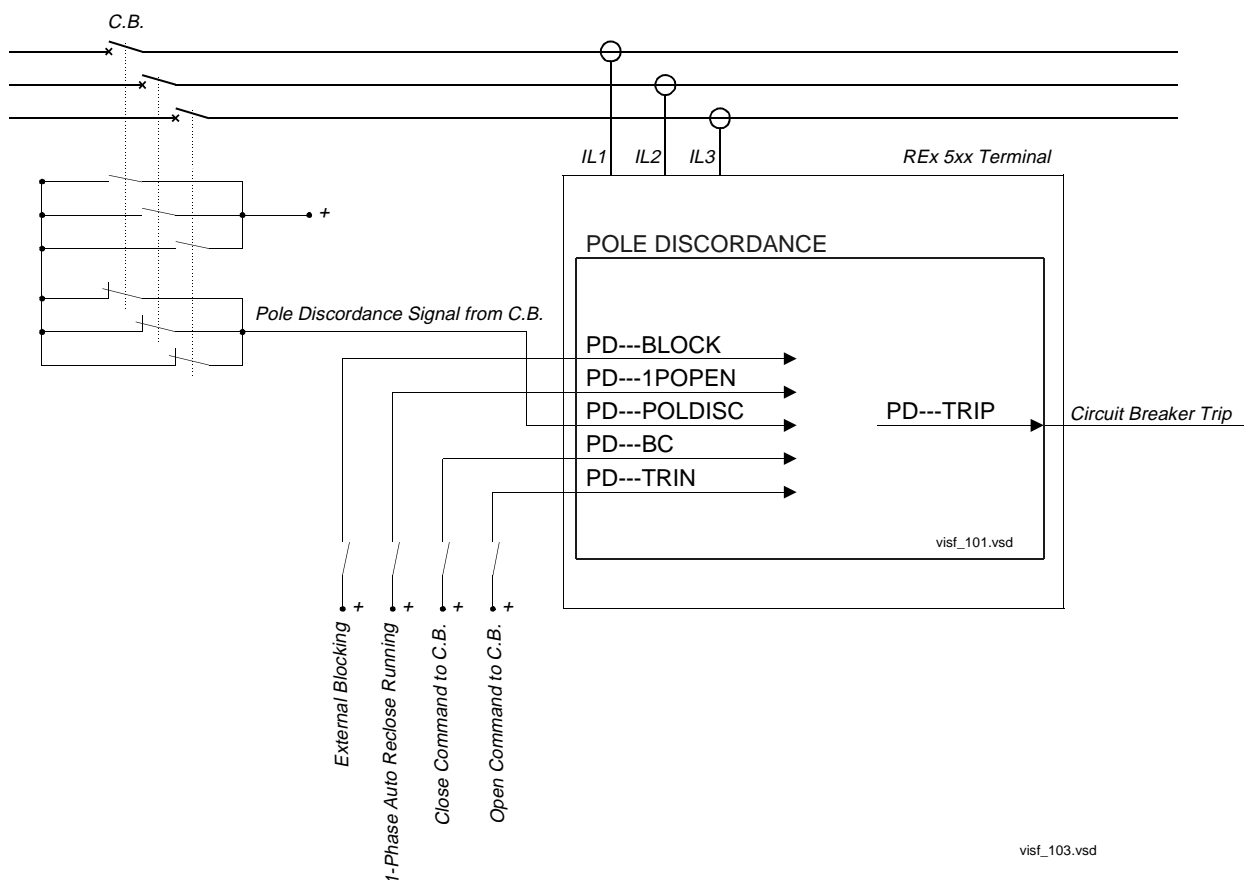 C.B.
IL1 IL2 IL3 REx 5xx Terminal
+
POLE DISCORDANCE
Pole Discordance Signal from C.B.
PD---BLOCK
PD---1POPEN
PD---POLDISC
PD---TRIP
Circuit Breaker Trip
PD---BC
PD---TRIN
visf_101.vsd
+ + + +
External Blocking
1-Phase Auto Reclose Running
Close Command to C.B.
Open Command to C.B.
visf_103.vsd